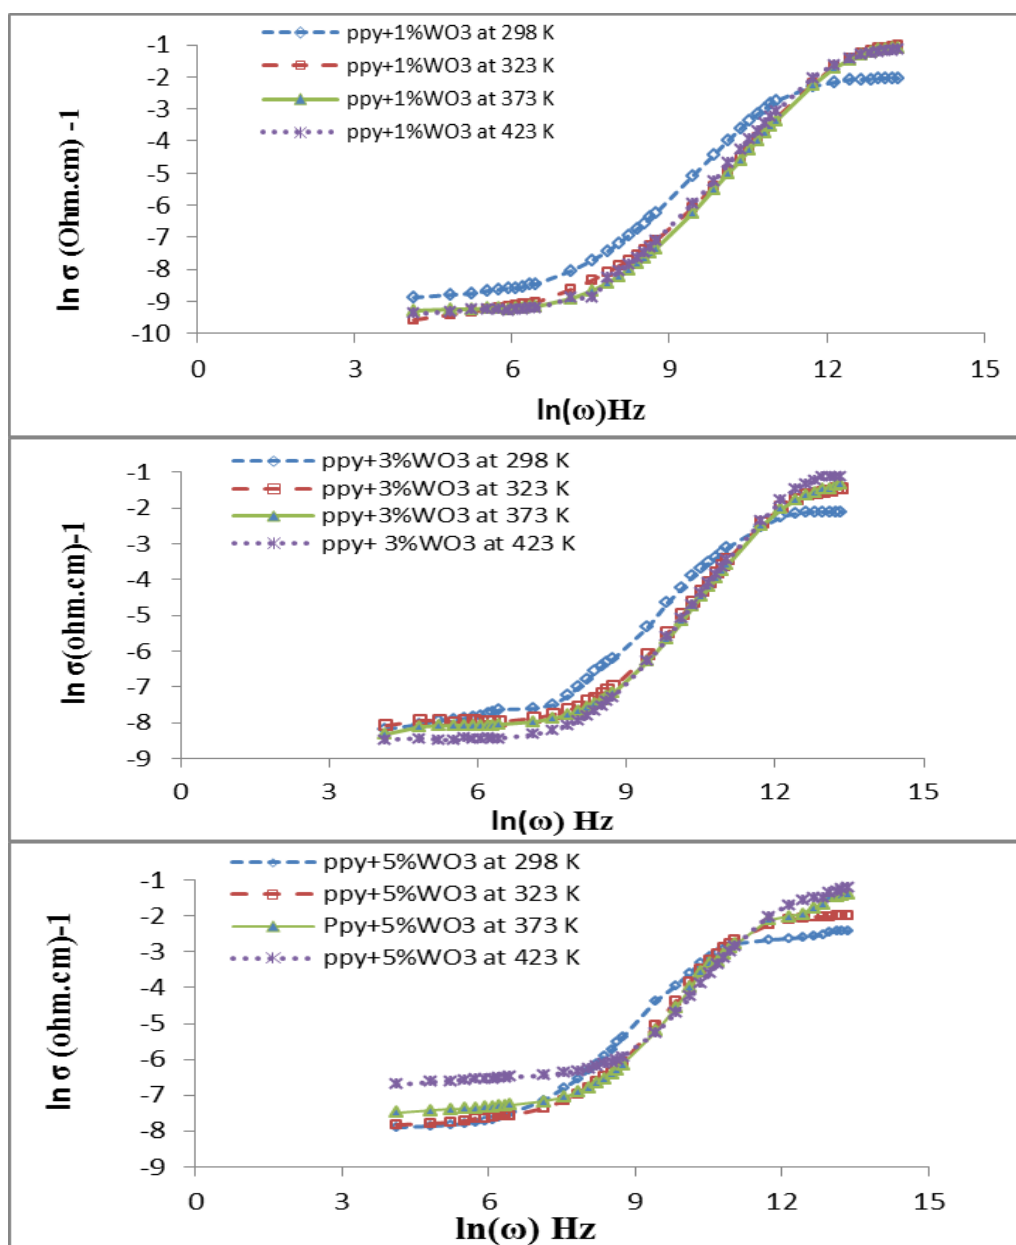 ppy+1%WO3 at 298 K
ppy+1%WO3 at 323 K
ppy+1%WO3 at 373 K
ppy+1%WO3 at 423 K
-1
-2
-3
-4
-5
-6
-7
-8
-9
-10
ln σ (Ohm.cm) -1
0 3 6 9 12 15
ln(ω)Hz
ppy+3%WO3 at 298 K
ppy+3%WO3 at 323 K
ppy+3%WO3 at 373 K
ppy+ 3%WO3 at 423 K
-1
-2
-3
-4
-5
-6
-7
-8
-9
ln σ(ohm.cm)-1
0 3 6 9 12 15
ln(ω) Hz
ppy+5%WO3 at 298 K
ppy+5%WO3 at 323 K
Ppy+5%WO3 at 373 K
ppy+5%WO3 at 423 K
-1
-2
-3
-4
-5
-6
-7
-8
-9
ln σ (ohm.cm)-1
0 3 6 9 12 15
ln(ω) Hz